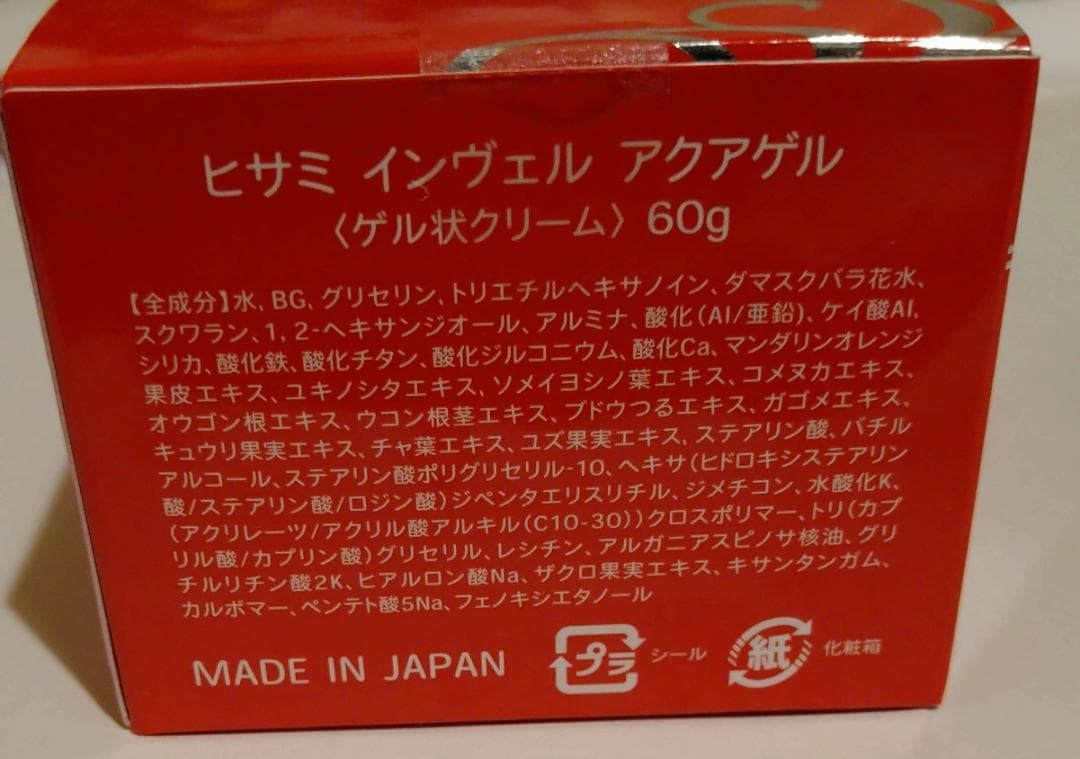 ヒサミ インヴェル アクアゲル
〈ゲル状クリーム〉 60g
【全成分】水、BG、グリセリン、トリエチルヘキサノイン、ダマスクバラ花水、
スクワラン、1, 2-ヘキサンジオール、アルミナ、酸化(Al/亜鉛)、ケイ酸Al、
シリカ、酸化鉄、酸化チタン、酸化ジルコニウム、酸化Ca、マンダリンオレンジ
果皮エキス、ユキノシタエキス、ソメイヨシノ葉エキス、コメヌカエキス、
オウゴン根エキス、ウコン根茎エキス、ブドウつるエキス、ガゴメエキス、
キュウリ果実エキス、チャ葉エキス、ユズ果実エキス、ステアリン酸、バチル
アルコール、ステアリン酸ポリグリセリル-10、ヘキサ(ヒドロキシステアリン
酸/ステアリン酸/ロジン酸)ジペンタエリスリチル、ジメチコン、水酸化K、
(アクリレーツ/アクリル酸アルキル(C10-30))クロスポリマー、トリ(カプ
リル酸/カプリン酸)グリセリル、レシチン、アルガニアスピノサ核油、グリ
チルリチン酸2K、ヒアルロン酸Na、ザクロ果実エキス、キサンタンガム、
カルボマー、ペンテト酸5Na、フェノキシエタノール
MADE IN JAPAN プラ シール 紙 化粧箱